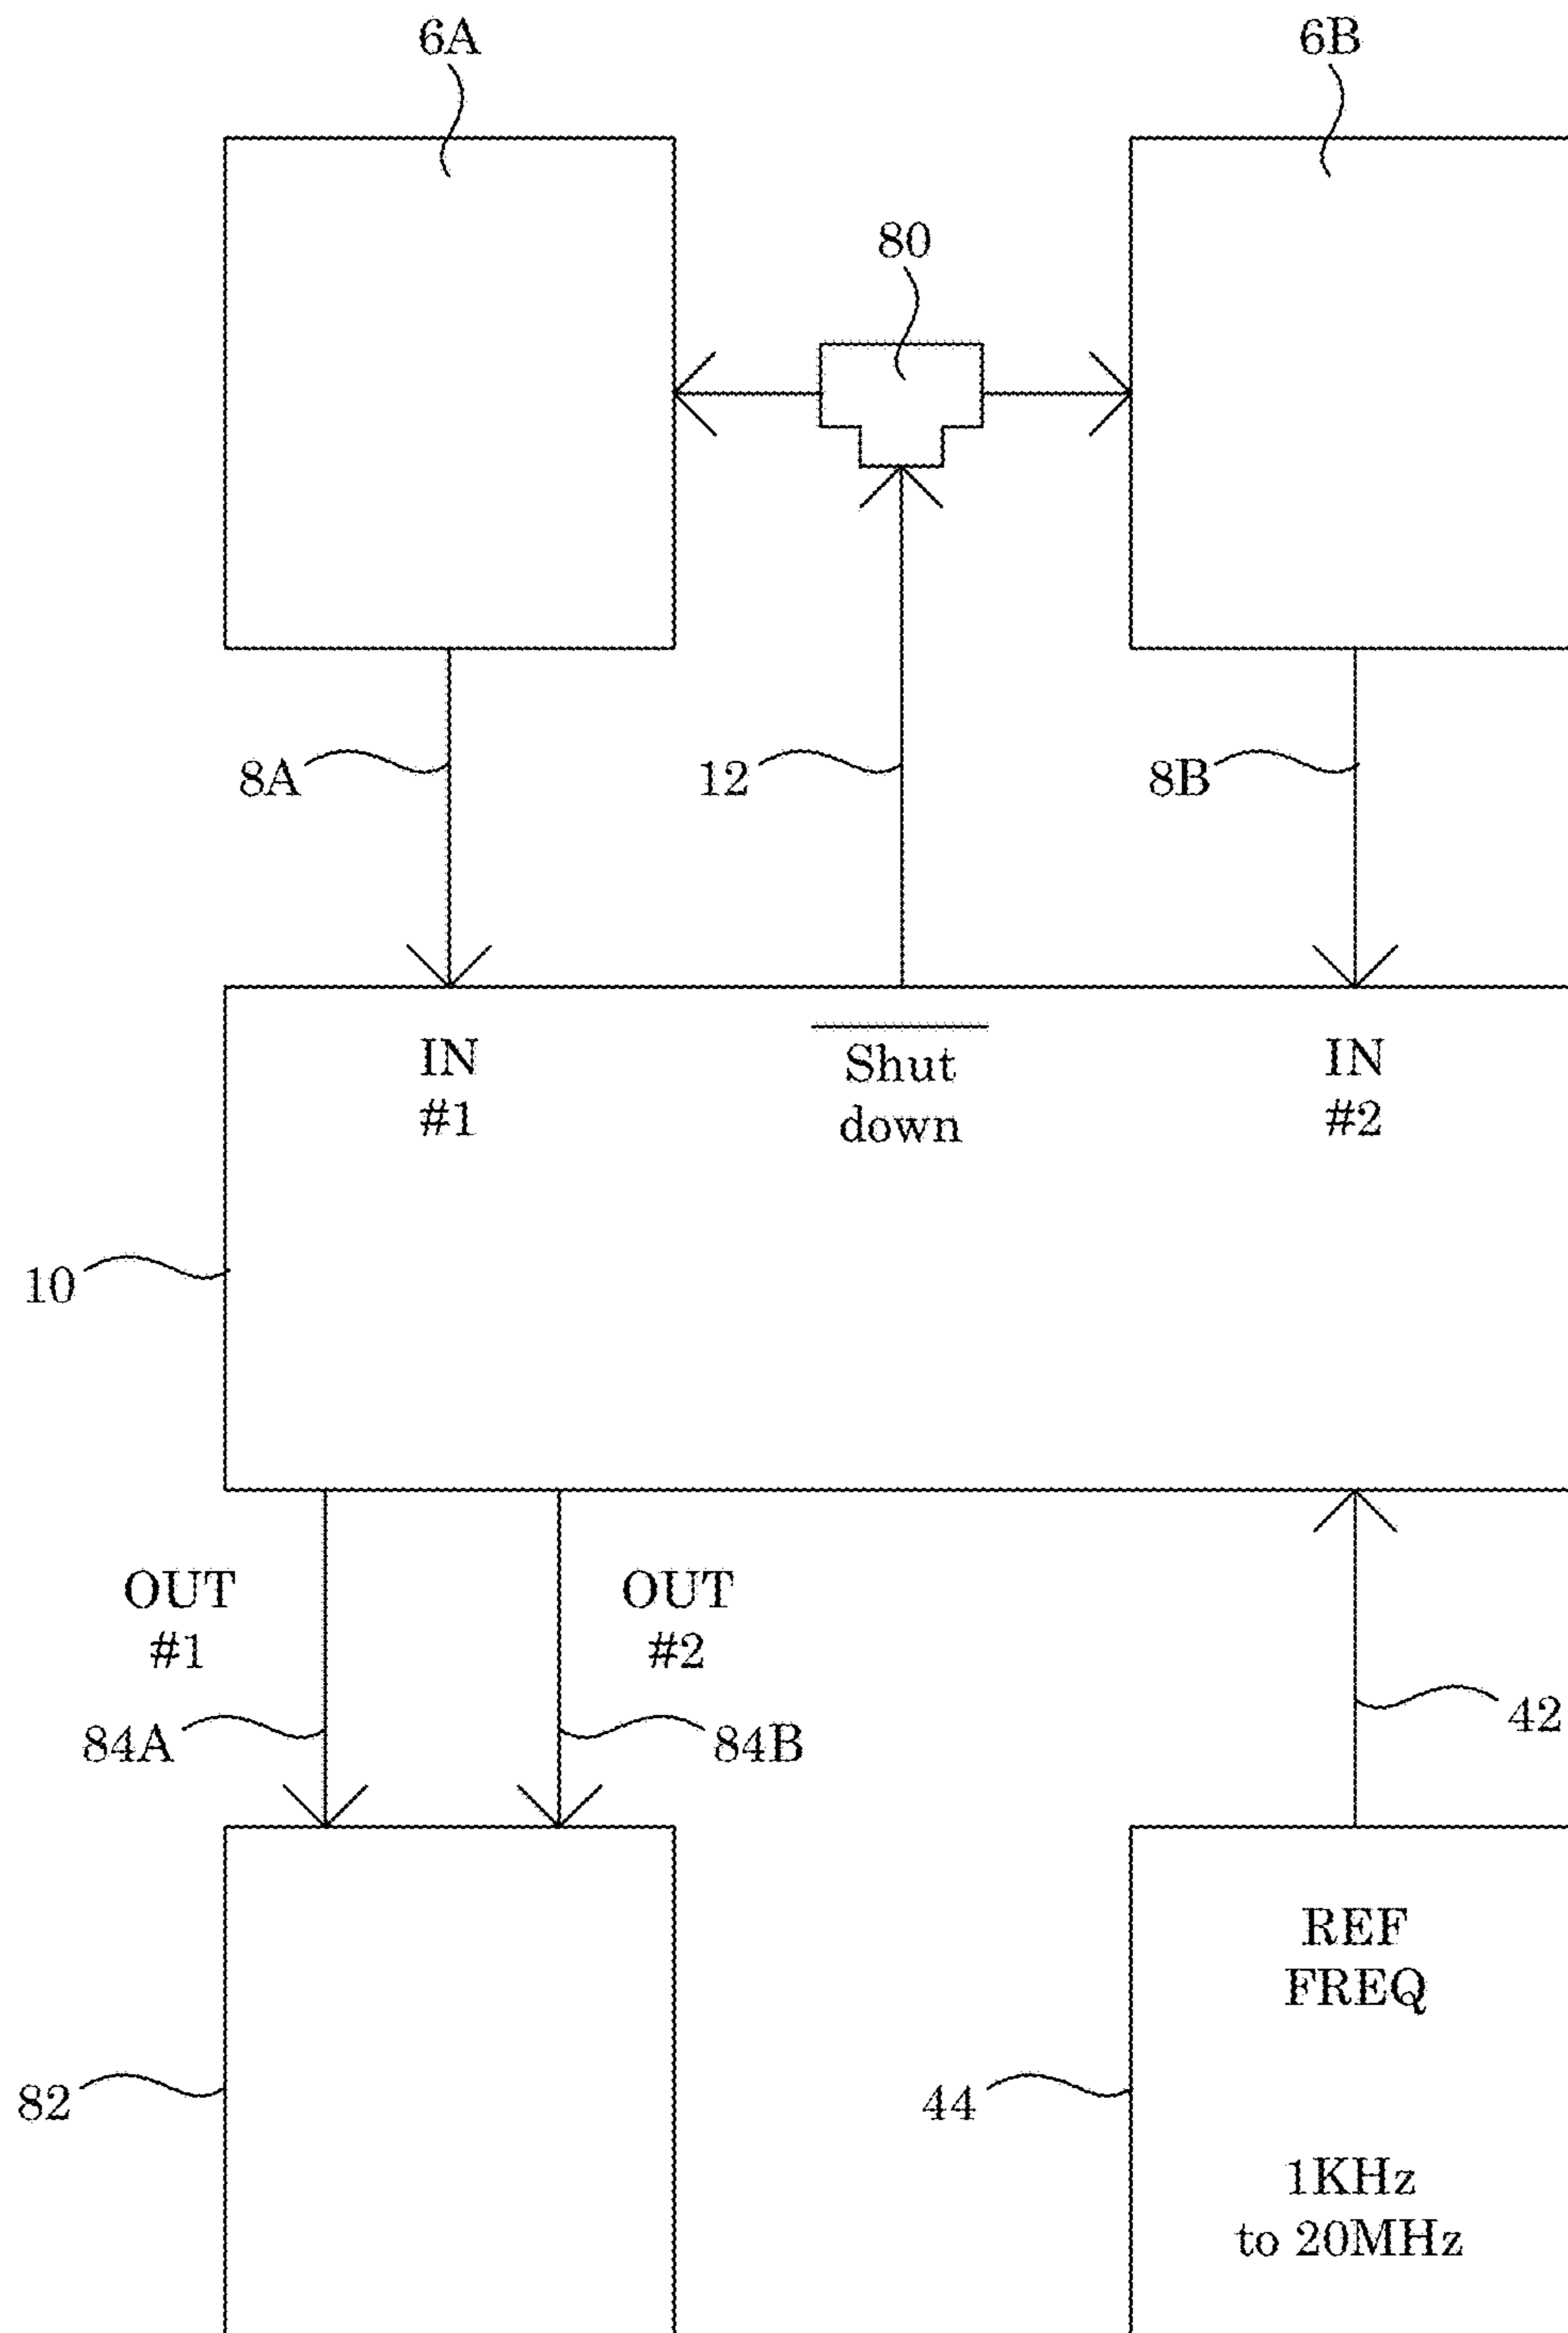 6A
6B
80
8A
12
8B
IN
#1
Shut
down
IN
#2
10
OUT
#1
OUT
#2
84A
84B
42
REF
FREQ
82
44
1KHz
to 20MHz